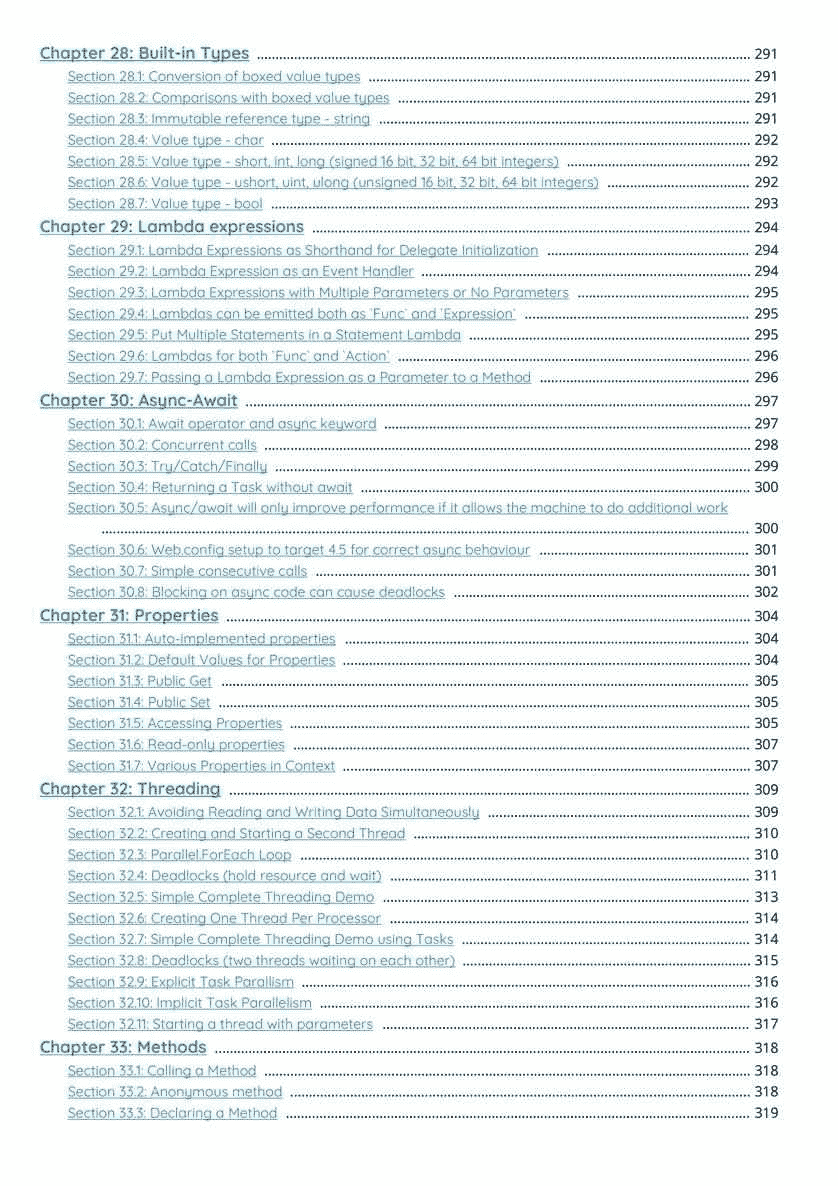 Chapter 28: Built-in Types ........ 291
Section 28.1: Conversion of boxed value types ........ 291
Section 28.2: Comparisons with boxed value types ........ 291
Section 28.3: Immutable reference type - string ........ 291
Section 28.4: Value type - char ........ 292
Section 28.5: Value type - short, int, long (signed 16 bit, 32 bit, 64 bit integers) ........ 292
Section 28.6: Value type - ushort, uint, ulong (unsigned 16 bit, 32 bit, 64 bit integers) ........ 292
Section 28.7: Value type - bool ........ 293
Chapter 29: Lambda expressions ........ 294
Section 29.1: Lambda Expressions as Shorthand for Delegate Initialization ........ 294
Section 29.2: Lambda Expression as an Event Handler ........ 294
Section 29.3: Lambda Expressions with Multiple Parameters or No Parameters ........ 295
Section 29.4: Lambdas can be emitted both as `Func` and `Expression` ........ 295
Section 29.5: Put Multiple Statements in a Statement Lambda ........ 295
Section 29.6: Lambdas for both `Func` and `Action` ........ 296
Section 29.7: Passing a Lambda Expression as a Parameter to a Method ........ 296
Chapter 30: Async-Await ........ 297
Section 30.1: Await operator and async keyword ........ 297
Section 30.2: Concurrent calls ........ 298
Section 30.3: Try/Catch/Finally ........ 299
Section 30.4: Returning a Task without await ........ 300
Section 30.5: Async/await will only improve performance if it allows the machine to do additional work
........ 300
Section 30.6: Web.config setup to target 4.5 for correct async behaviour ........ 301
Section 30.7: Simple consecutive calls ........ 301
Section 30.8: Blocking on async code can cause deadlocks ........ 302
Chapter 31: Properties ........ 304
Section 31.1: Auto-implemented properties ........ 304
Section 31.2: Default Values for Properties ........ 304
Section 31.3: Public Get ........ 305
Section 31.4: Public Set ........ 305
Section 31.5: Accessing Properties ........ 305
Section 31.6: Read-only properties ........ 307
Section 31.7: Various Properties in Context ........ 307
Chapter 32: Threading ........ 309
Section 32.1: Avoiding Reading and Writing Data Simultaneously ........ 309
Section 32.2: Creating and Starting a Second Thread ........ 310
Section 32.3: Parallel.ForEach Loop ........ 310
Section 32.4: Deadlocks (hold resource and wait) ........ 311
Section 32.5: Simple Complete Threading Demo ........ 313
Section 32.6: Creating One Thread Per Processor ........ 314
Section 32.7: Simple Complete Threading Demo using Tasks ........ 314
Section 32.8: Deadlocks (two threads waiting on each other) ........ 315
Section 32.9: Explicit Task Parallism ........ 316
Section 32.10: Implicit Task Parallelism ........ 316
Section 32.11: Starting a thread with parameters ........ 317
Chapter 33: Methods ........ 318
Section 33.1: Calling a Method ........ 318
Section 33.2: Anonymous method ........ 318
Section 33.3: Declaring a Method ........ 319